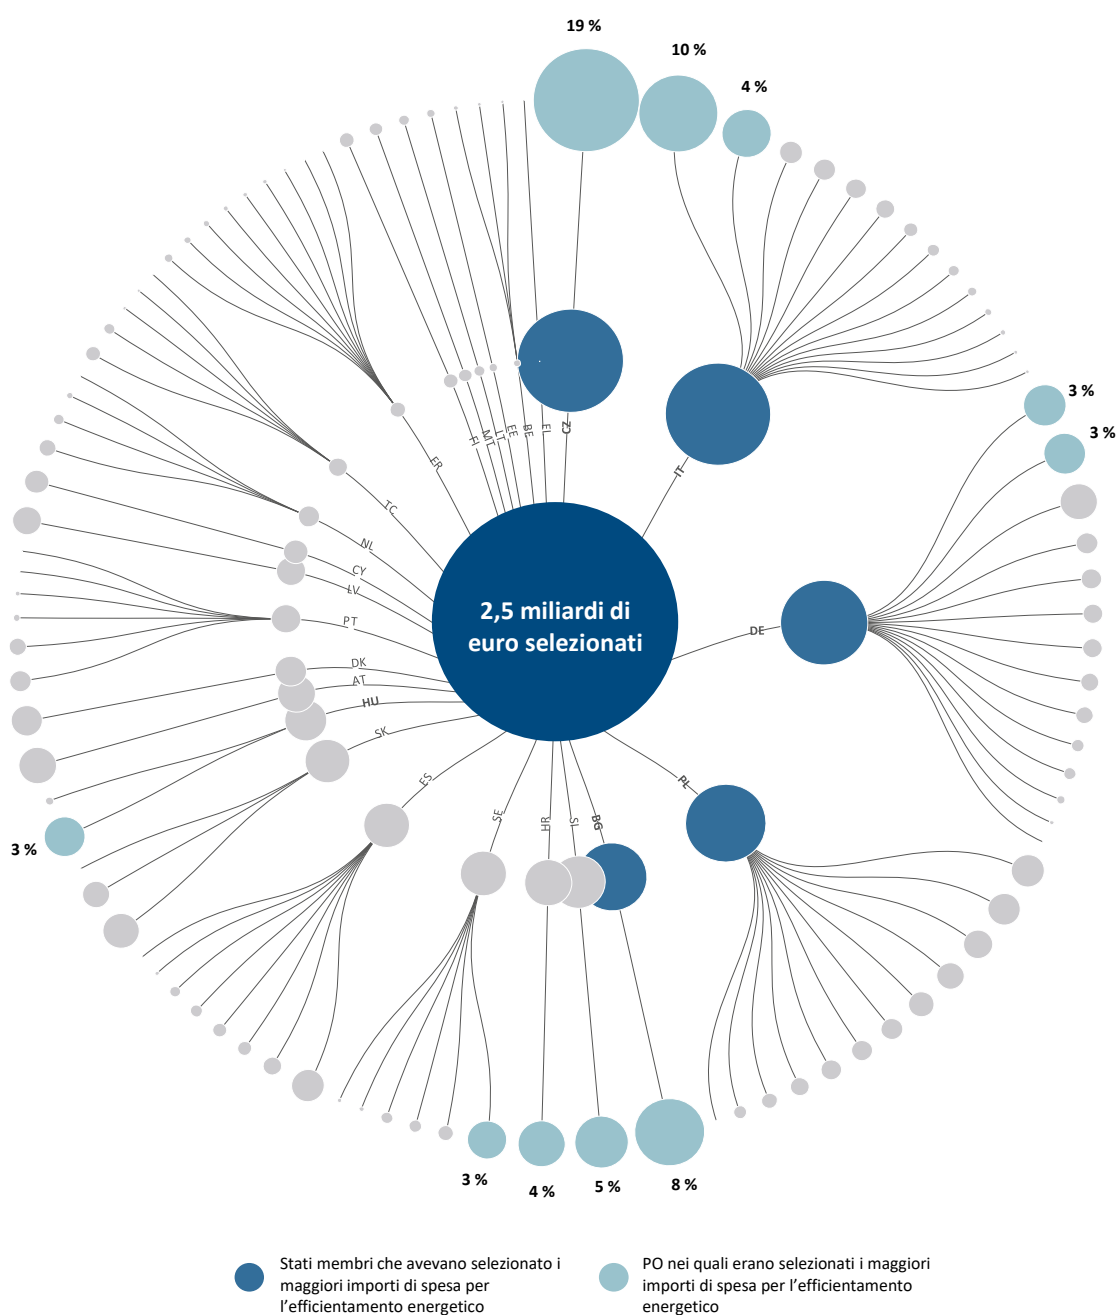 19 %
10 %
4 %
3 %
3 %
FR
FI
MT
LT
EE
BE
EL
CZ
IT
TC
NL
CY
LV
PT
DK
AT
HU
SK
ES
SE
HR
SI
BG
PL
DE
2,5 miliardi di
euro selezionati
3 %
3 %
4 %
5 %
8 %
Stati membri che avevano selezionato i
maggiori importi di spesa per
l’efficientamento energetico
PO nei quali erano selezionati i maggiori
importi di spesa per l’efficientamento
energetico